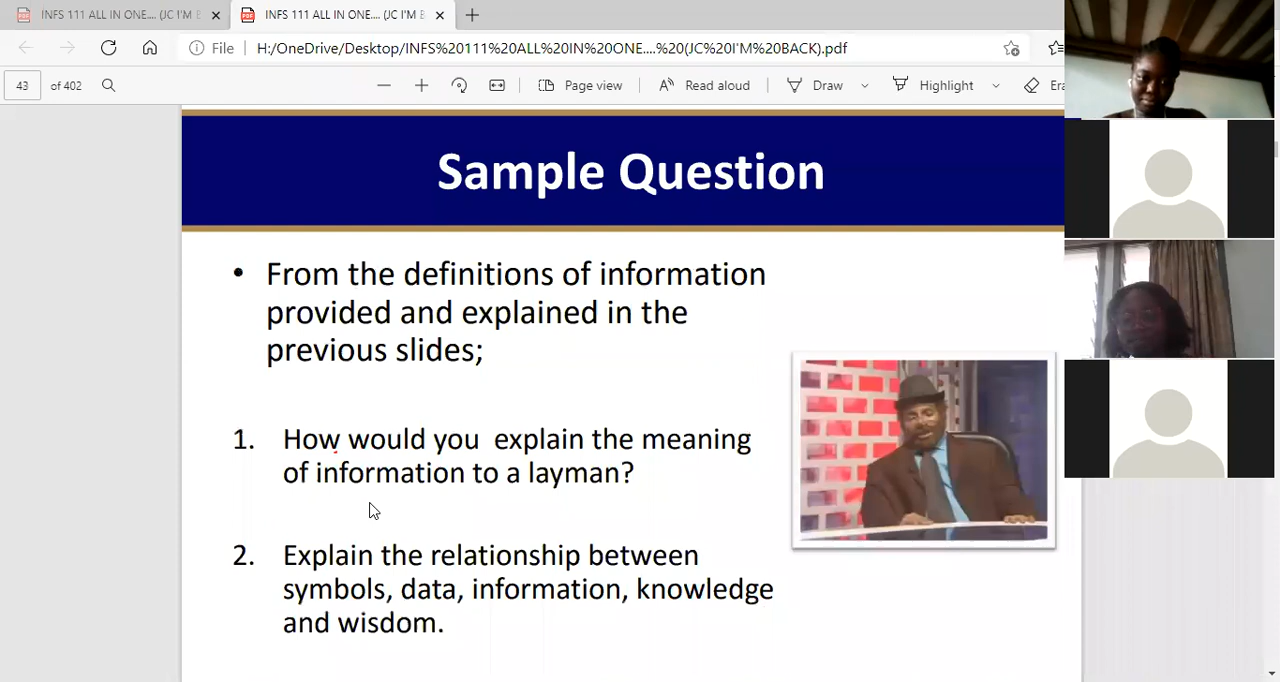 INFS 111 ALL IN ONE.... (JC I'M B
INFS 111 ALL IN ONE.... (JC I'M B
File
H:/OneDrive/Desktop/INFS%20111%20ALL%20IN%20ONE....%20(JC%20I'M%20BACK).pdf
43 of 402
Page view
Read aloud
Draw
Highlight
Era
Sample Question
• From the definitions of information
provided and explained in the
previous slides;
1. How would you  explain the meaning
of information to a layman?
2. Explain the relationship between
symbols, data, information, knowledge
and wisdom.